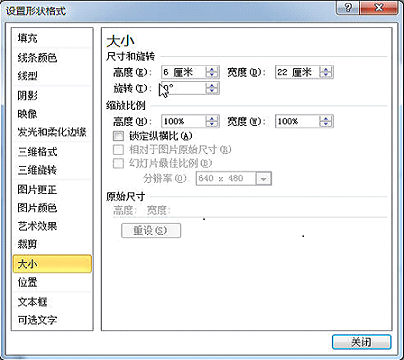 设置形状格式
填充
线条颜色
线型
阴影
映像
发光和柔化边缘
三维格式
三维旋转
图片更正
图片颜色
艺术效果
裁剪
大小
位置
文本框
可选文字
大小
尺寸和旋转
高度(E): 6 厘米 宽度(D): 22 厘米
旋转(T): 0°
缩放比例
高度(H): 100% 宽度(W): 100%
锁定纵横比(A)
相对于图片原始尺寸(R)
幻灯片最佳比例(B)
分辨率(O) 640 x 480
原始尺寸
高度: 宽度:
重设(S)
关闭